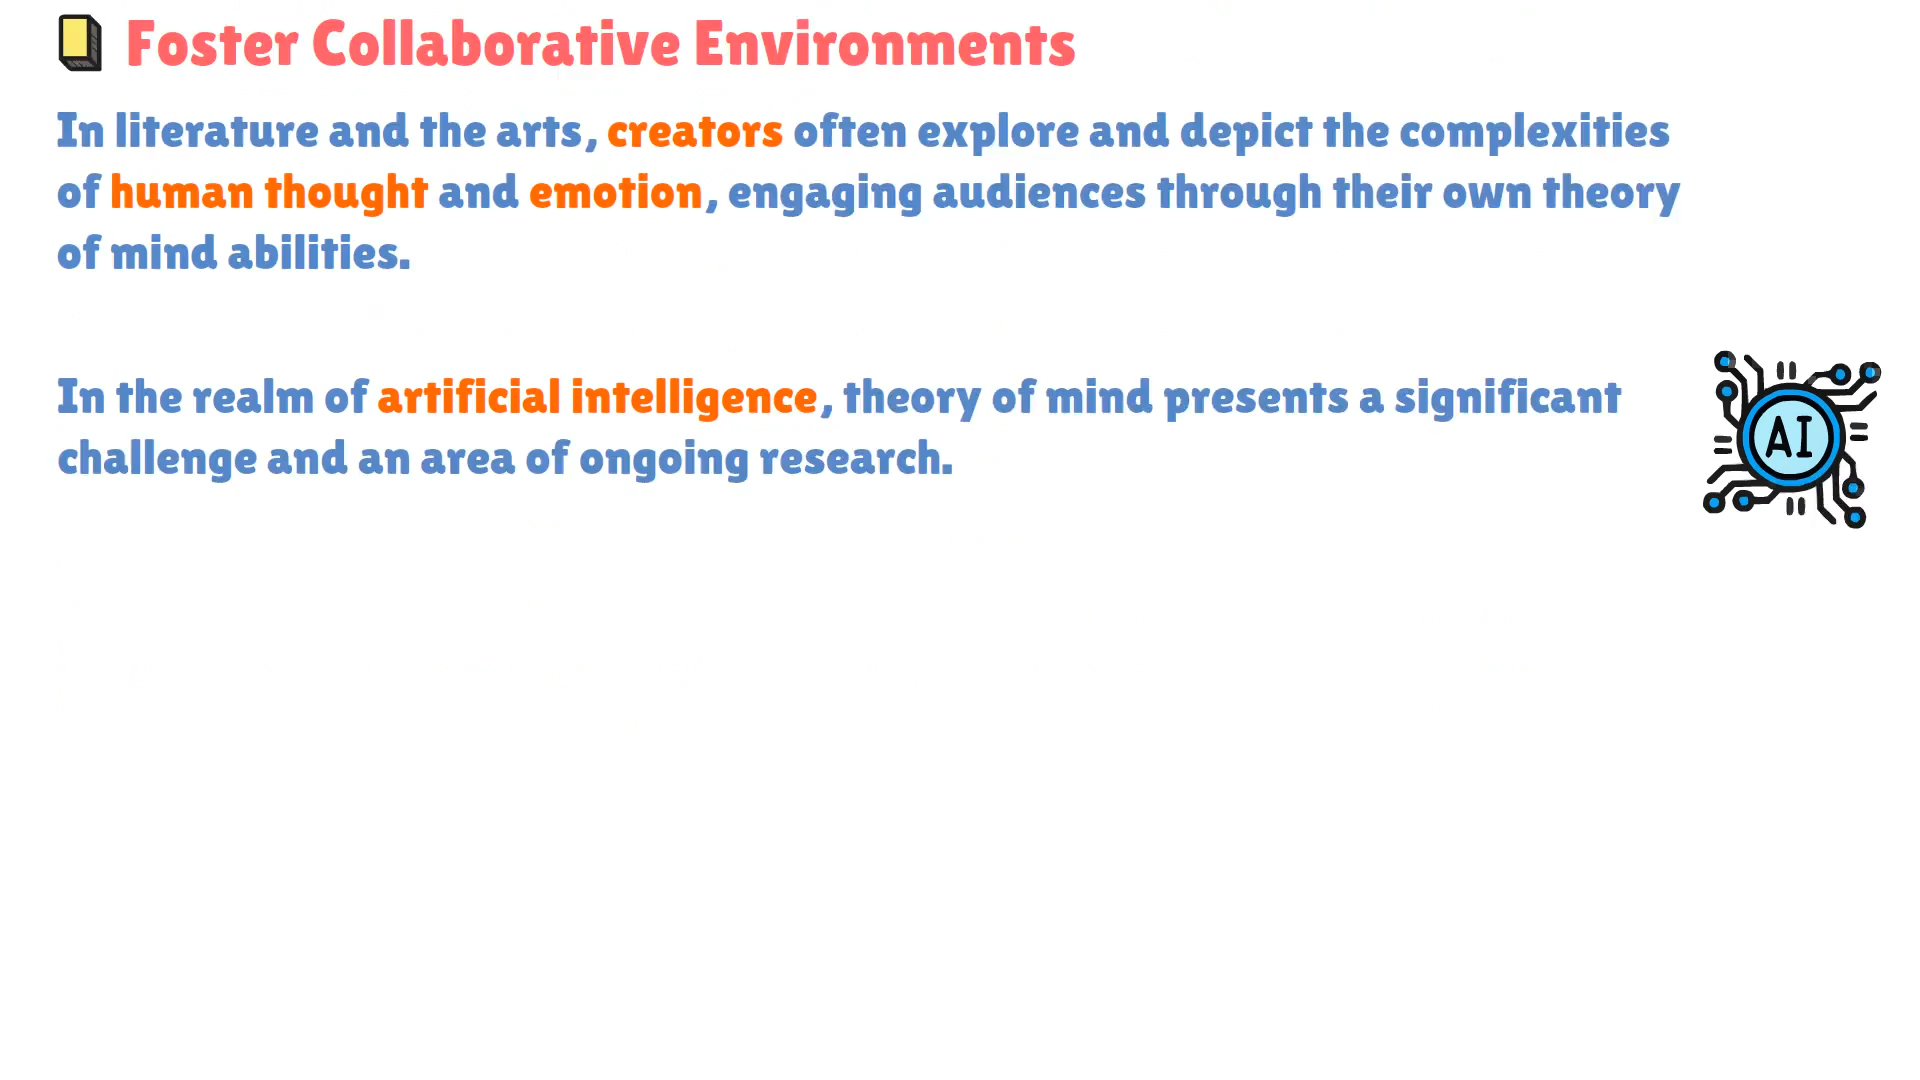 Foster Collaborative Environments
In literature and the arts, creators often explore and depict the complexities
of human thought and emotion, engaging audiences through their own theory
of mind abilities.
In the realm of artificial intelligence, theory of mind presents a significant
challenge and an area of ongoing research.
AI